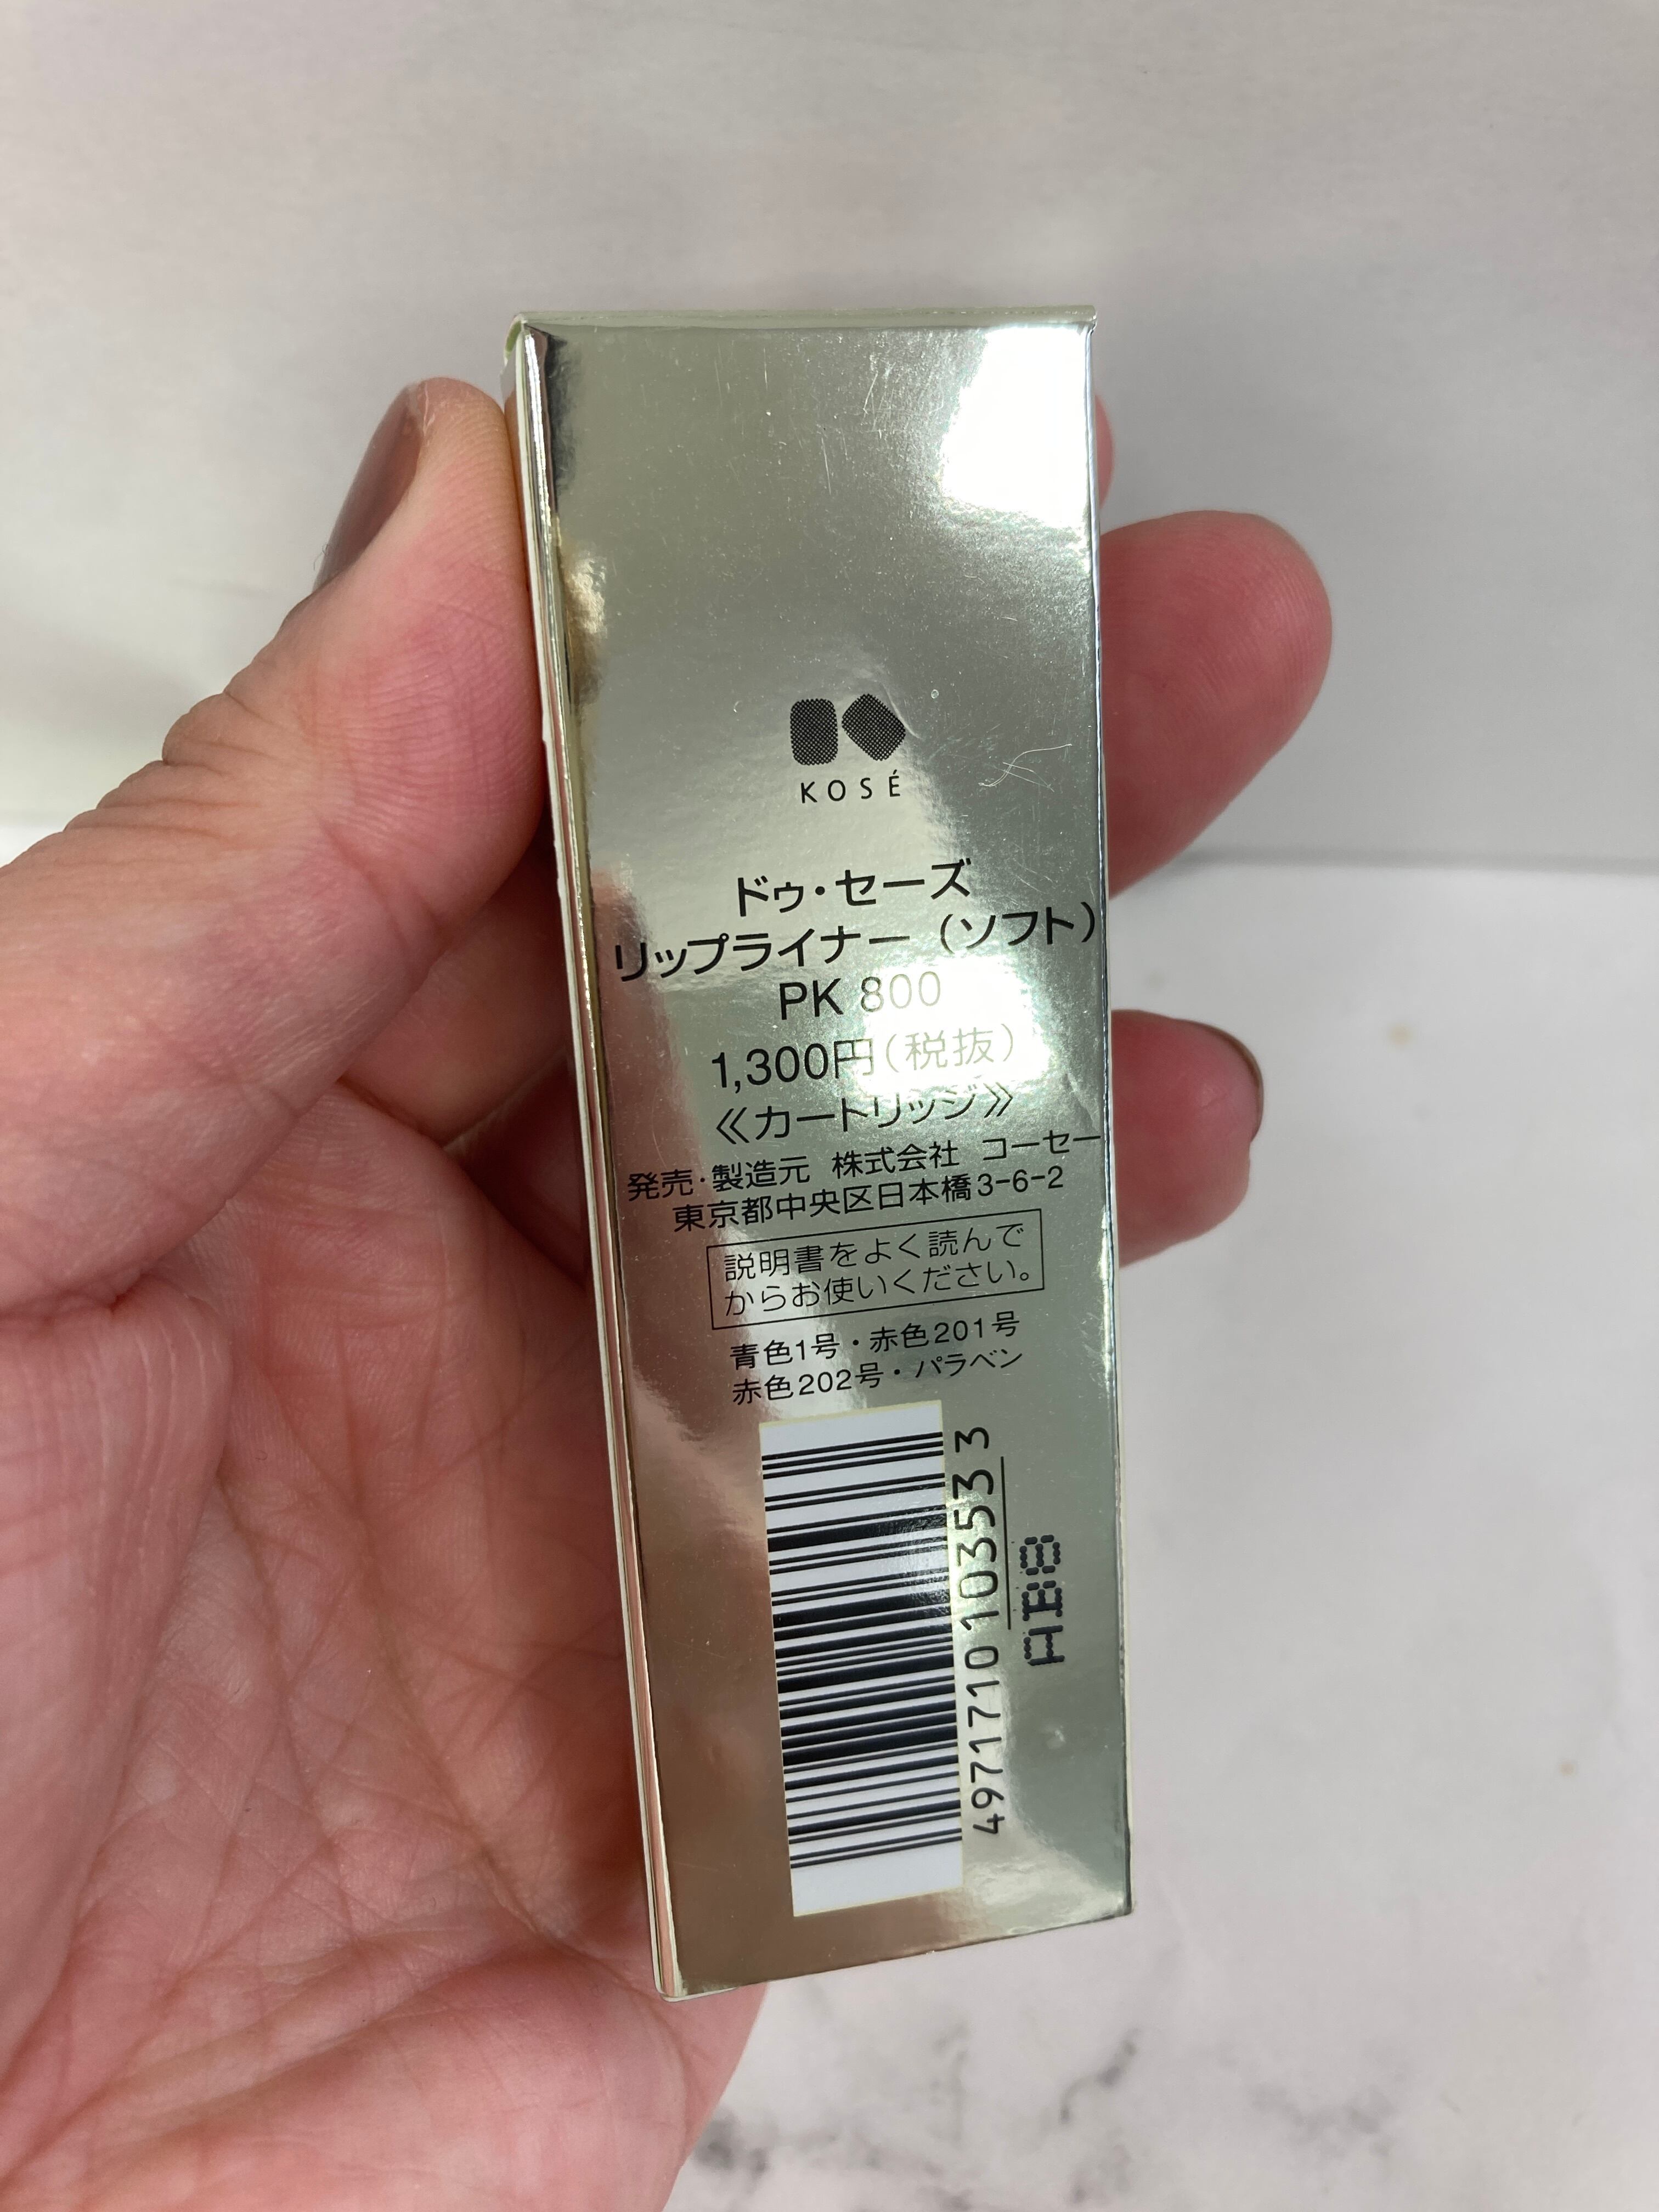 KOSÉ
ドゥ・セーズ
リップライナー(ソフト)
PK 800
1,300円(税抜)
《カートリッジ》
発売・製造元 株式会社 コーセー
東京都中央区日本橋3-6-2
説明書をよく読んで
からお使いください。
青色1号・赤色201号
赤色202号・パラベン
4971710103533
HB8